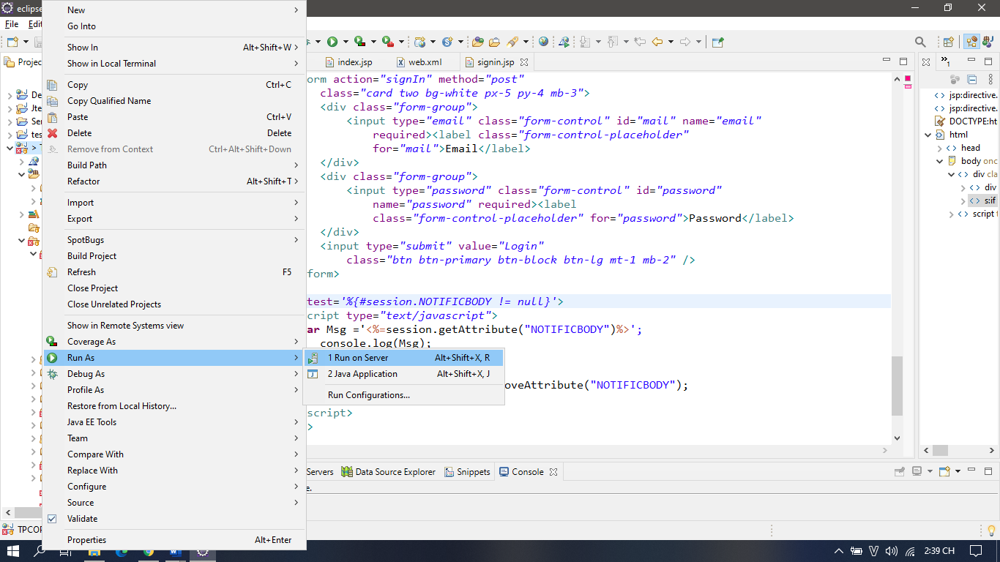 eclipse
File Edit
Projec
De
Jte
Ser
tes
> T
TPCOR
New
Go Into
Show In Alt+Shift+W >
Show in Local Terminal
Copy Ctrl+C
Copy Qualified Name
Paste Ctrl+V
Delete Delete
Remove from Context Ctrl+Alt+Shift+Down
Build Path
Refactor Alt+Shift+T >
Import
Export
SpotBugs
Build Project
Refresh F5
Close Project
Close Unrelated Projects
Show in Remote Systems view
Coverage As
Run As
Debug As
Profile As
Restore from Local History...
Java EE Tools
Team
Compare With
Replace With
Configure
Source
Validate
Properties Alt+Enter
1 Run on Server Alt+Shift+X, R
2 Java Application Alt+Shift+X, J
Run Configurations...
index.jsp web.xml signin.jsp
orm action="signIn" method="post"
class="card two bg-white px-5 py-4 mb-3">
<div class="form-group">
<input type="email" class="form-control" id="mail" name="email"
required><label class="form-control-placeholder"
for="mail">Email</label>
</div>
<div class="form-group">
<input type="password" class="form-control" id="password"
name="password" required><label
class="form-control-placeholder" for="password">Password</label>
</div>
<input type="submit" value="Login"
class="btn btn-primary btn-block btn-lg mt-1 mb-2" />
form>
test='%{#session.NOTIFICBODY != null}'>
cript type="text/javascript">
ar Msg ='<%=session.getAttribute("NOTIFICBODY")%>';
console.log(Msg);
oveAttribute("NOTIFICBODY");
script>
>
»1
jsp:directive.
jsp:directive.
DOCTYPE:ht
html
head
body onc
div cla
div
s:if
script t
Servers Data Source Explorer Snippets Console
e.
2:39 CH